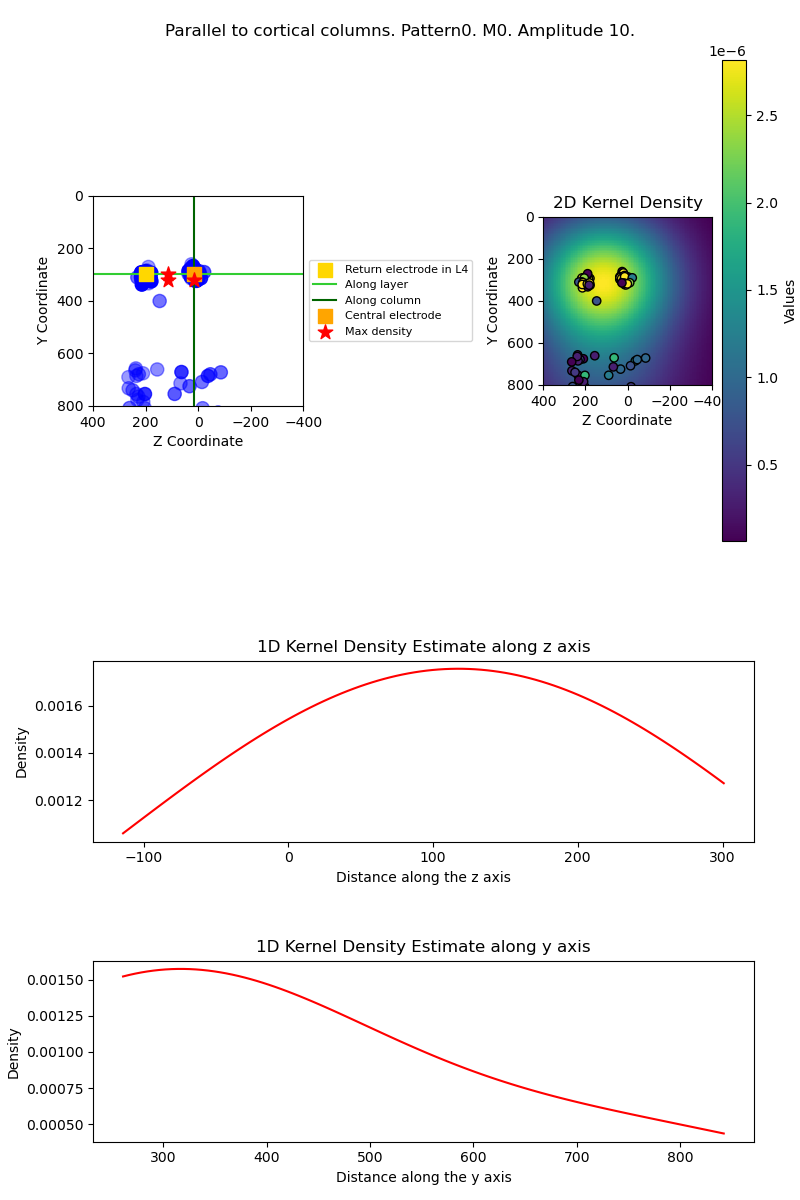 Parallel to cortical columns. Pattern0. M0. Amplitude 10.
1e−6
0
200
400
600
800
400
200
0
−200
−400
Y Coordinate
Z Coordinate
Return electrode in L4
Along layer
Along column
Central electrode
Max density
2D Kernel Density
0
200
400
600
800
400
200
0
−200
−40
Y Coordinate
Z Coordinate
2.5
2.0
1.5
1.0
0.5
Values
1D Kernel Density Estimate along z axis
0.0016
0.0014
0.0012
Density
−100
0
100
200
300
Distance along the z axis
1D Kernel Density Estimate along y axis
0.00150
0.00125
0.00100
0.00075
0.00050
Density
300
400
500
600
700
800
Distance along the y axis